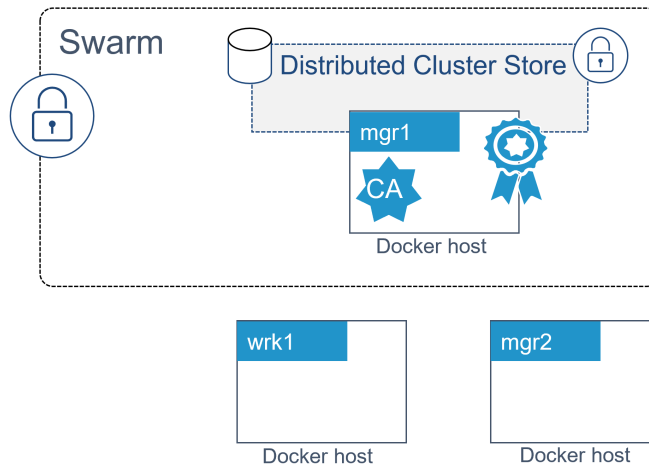 Swarm
Distributed Cluster Store
mgr1
CA
Docker host
wrk1
mgr2
Docker host
Docker host